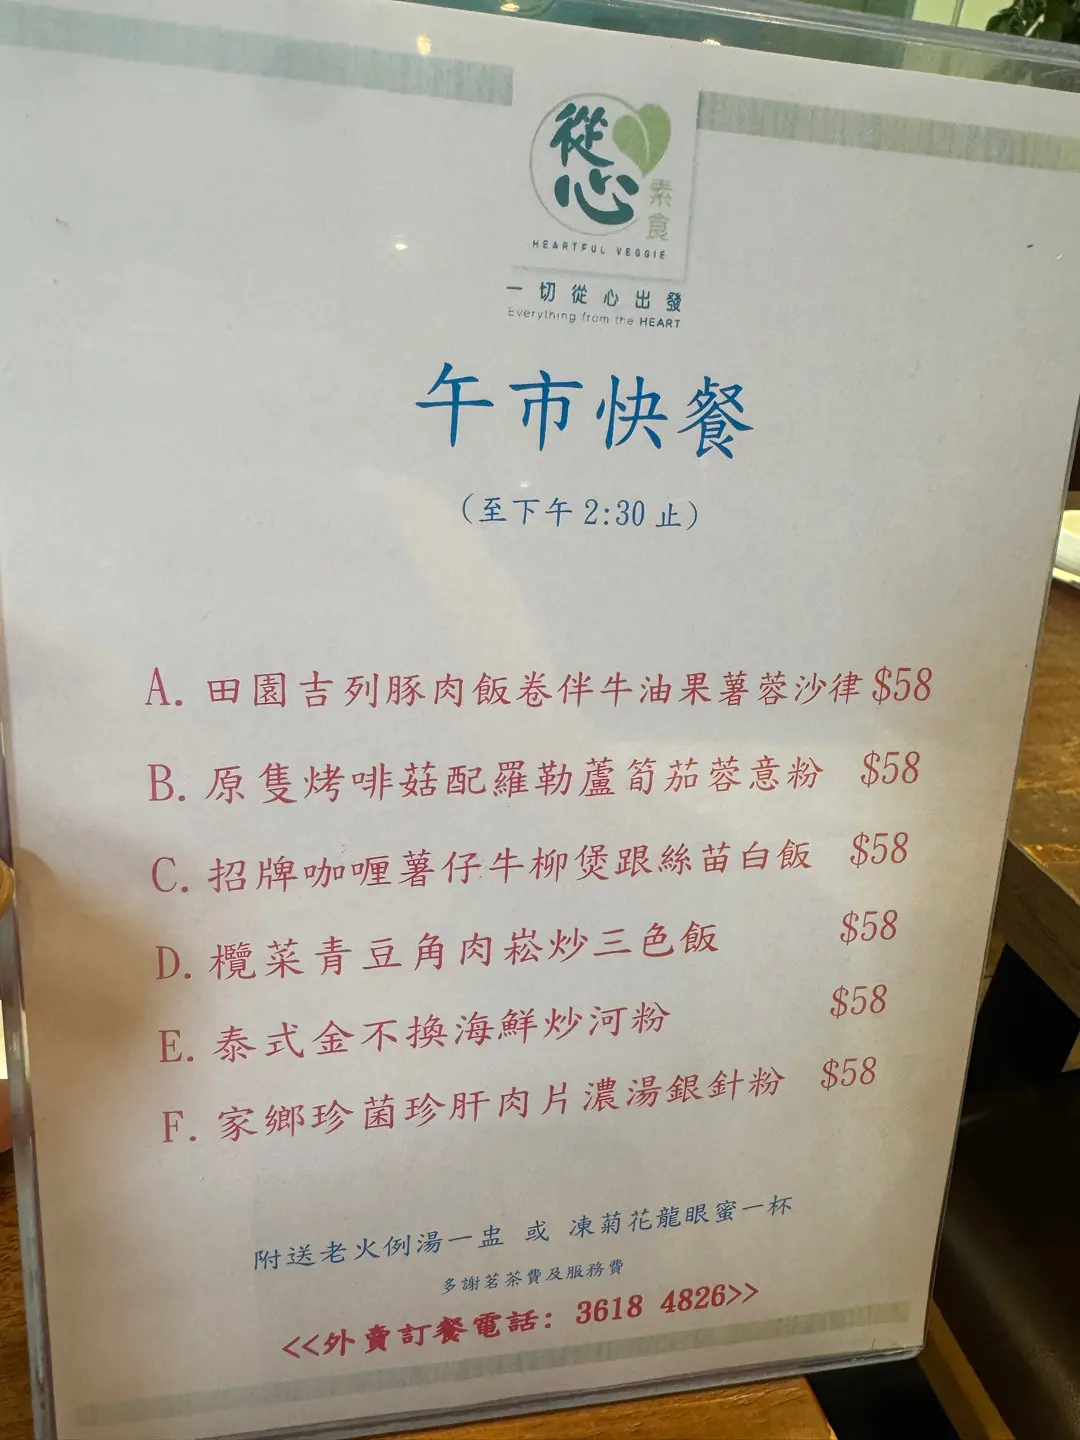 從心
素食
HEARTFUL VEGGIE
一切從心出發
Everything from the HEART
午市快餐
(至下午 2:30 止)
A. 田園吉列豚肉飯卷伴牛油果薯蓉沙律 $58
B. 原隻烤啡菇配羅勒蘆筍茄蓉意粉 $58
C. 招牌咖喱薯仔牛柳煲跟絲苗白飯 $58
D. 欖菜青豆角肉崧炒三色飯 $58
E. 泰式金不換海鮮炒河粉 $58
F. 家鄉珍菌珍肝肉片濃湯銀針粉 $58
附送老火例湯一盅 或 凍菊花龍眼蜜一杯
多謝茗茶費及服務費
<<外賣訂餐電話: 3618 4826>>